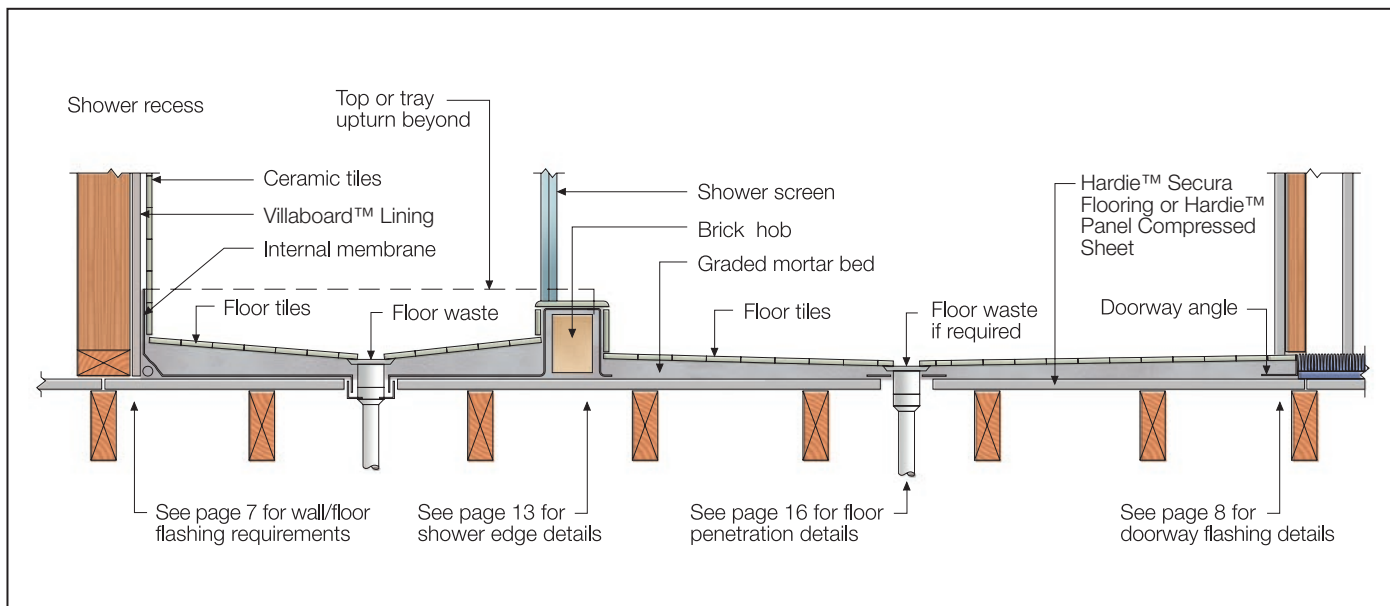 Shower recess
Top or tray
upturn beyond
Ceramic tiles
Villaboard™ Lining
Internal membrane
Floor tiles
Floor waste
Shower screen
Brick hob
Graded mortar bed
Floor tiles
Floor waste
if required
Hardie™ Secura
Flooring or Hardie™
Panel Compressed
Sheet
Doorway angle
See page 7 for wall/floor
flashing requirements
See page 13 for
shower edge details
See page 16 for floor
penetration details
See page 8 for
doorway flashing details